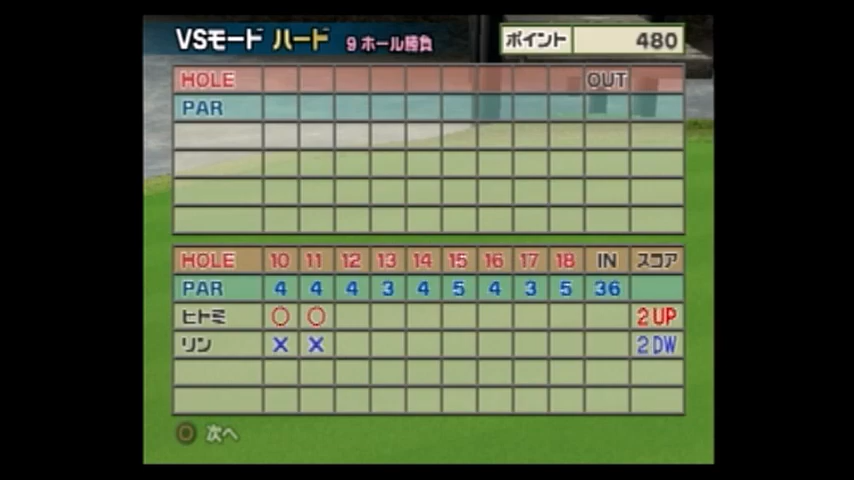 VSモード ハード 9ホール勝負 ポイント 480
HOLE OUT
PAR
HOLE 10 11 12 13 14 15 16 17 18 IN スコア
PAR 4 4 4 3 4 5 4 3 5 36
ヒトミ ○ ○ 2UP
リン × × 2DW
○ 次へ